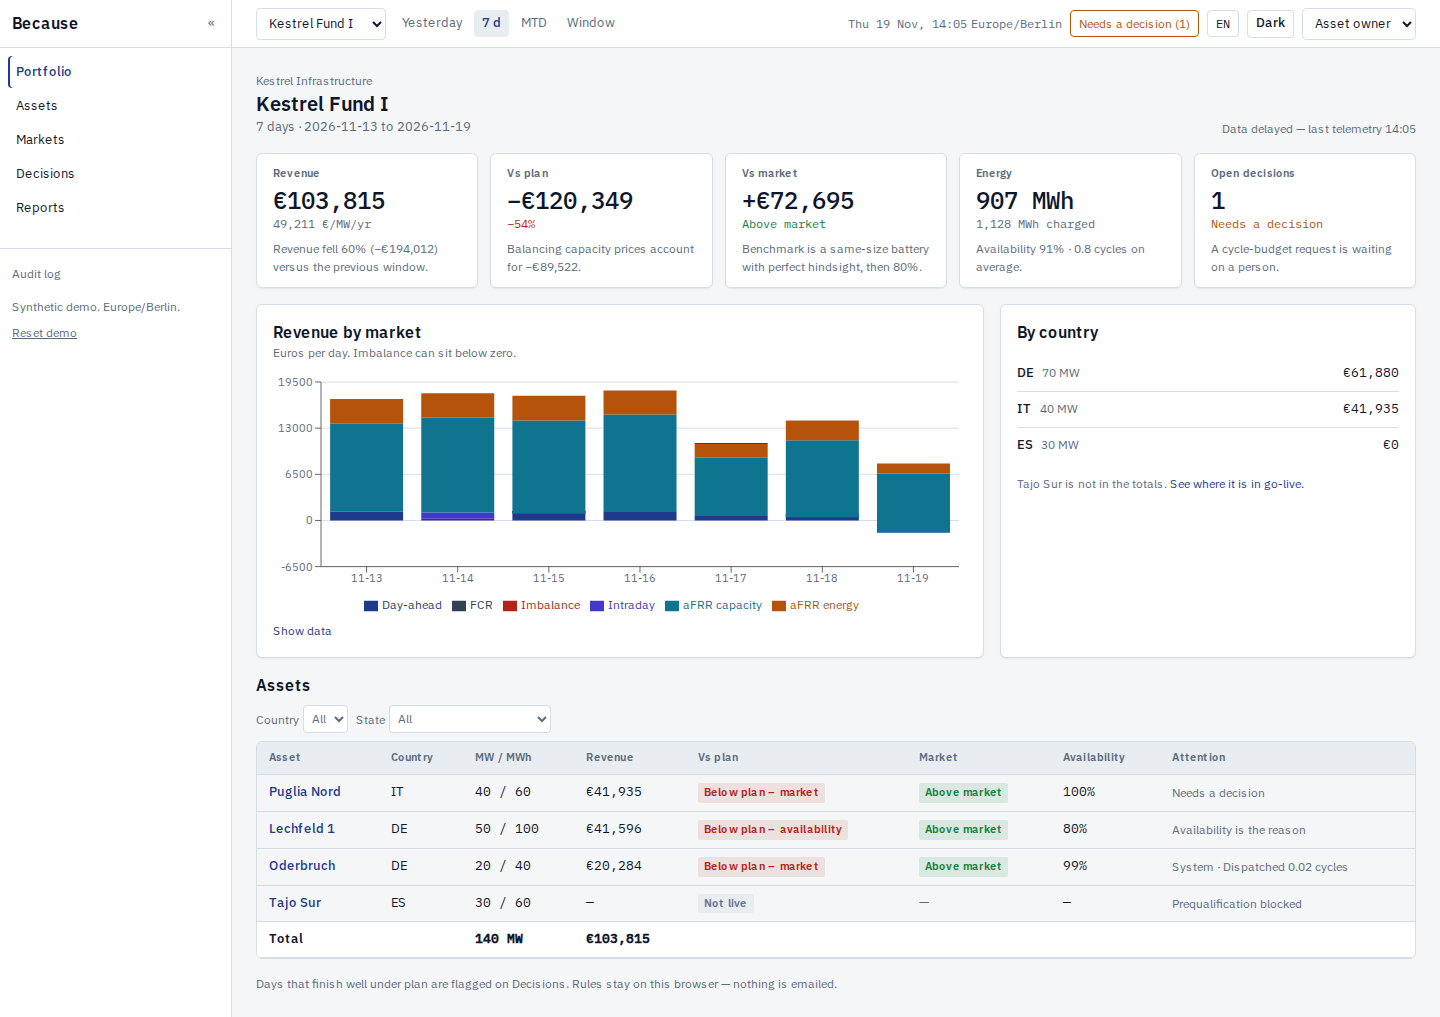 Because «
Portfolio
Assets
Markets
Decisions
Reports
Audit log
Synthetic demo. Europe/Berlin.
Reset demo
Kestrel Fund I Yesterday 7 d MTD Window Thu 19 Nov, 14:05 Europe/Berlin Needs a decision (1) EN Dark Asset owner
Kestrel Infrastructure
Kestrel Fund I
7 days · 2026-11-13 to 2026-11-19
Data delayed — last telemetry 14:05
Revenue
€103,815
49,211 €/MW/yr
Revenue fell 60% (−€194,012)
versus the previous window.
Vs plan
−€120,349
−54%
Balancing capacity prices account
for −€89,522.
Vs market
+€72,695
Above market
Benchmark is a same-size battery
with perfect hindsight, then 80%.
Energy
907 MWh
1,128 MWh charged
Availability 91% · 0.8 cycles on
average.
Open decisions
1
Needs a decision
A cycle-budget request is waiting
on a person.
Revenue by market
Euros per day. Imbalance can sit below zero.
19500
13000
6500
0
-6500
11-13 11-14 11-15 11-16 11-17 11-18 11-19
Day-ahead FCR Imbalance Intraday aFRR capacity aFRR energy
Show data
By country
DE 70 MW €61,880
IT 40 MW €41,935
ES 30 MW €0
Tajo Sur is not in the totals. See where it is in go-live.
Assets
Country All State All
Asset Country MW / MWh Revenue Vs plan Market Availability Attention
Puglia Nord IT 40 / 60 €41,935 Below plan — market Above market 100% Needs a decision
Lechfeld 1 DE 50 / 100 €41,596 Below plan — availability Above market 80% Availability is the reason
Oderbruch DE 20 / 40 €20,284 Below plan — market Above market 99% System · Dispatched 0.02 cycles
Tajo Sur ES 30 / 60 — Not live — — Prequalification blocked
Total 140 MW €103,815
Days that finish well under plan are flagged on Decisions. Rules stay on this browser — nothing is emailed.